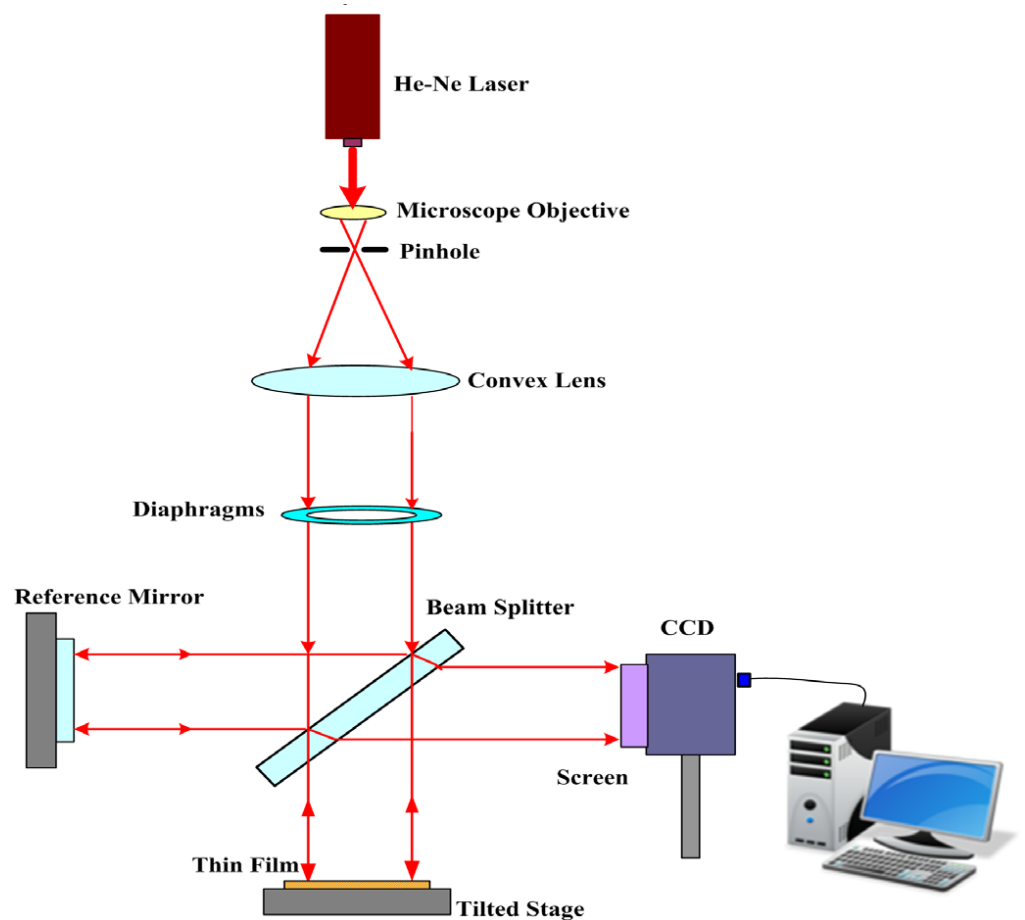 He-Ne Laser
Microscope Objective
Pinhole
Convex Lens
Diaphragms
Reference Mirror
Beam Splitter
CCD
Screen
Thin Film
Tilted Stage